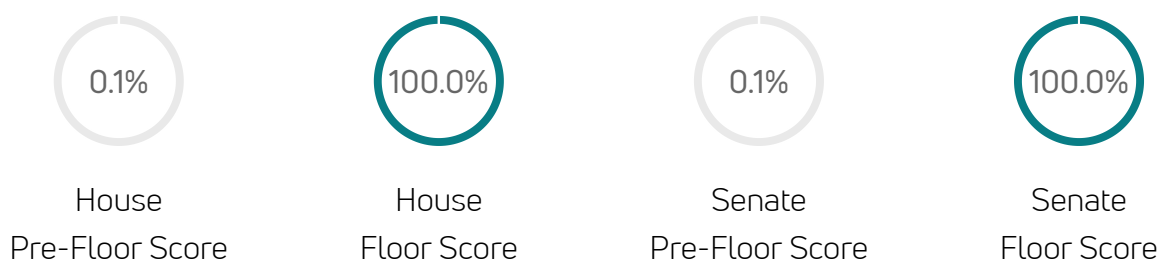 0.1%
House
Pre-Floor Score
100.0%
House
Floor Score
0.1%
Senate
Pre-Floor Score
100.0%
Senate
Floor Score